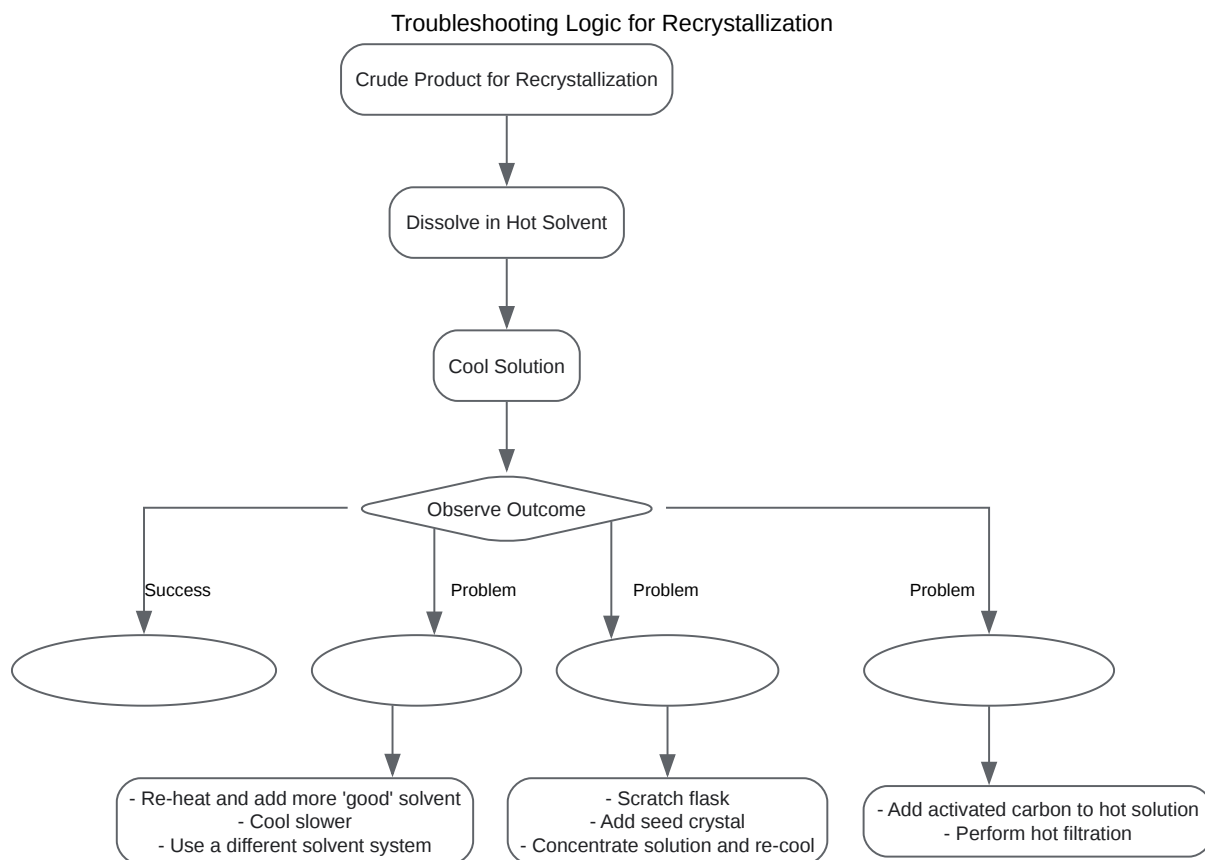 Troubleshooting Logic for Recrystallization
Crude Product for Recrystallization
Dissolve in Hot Solvent
Cool Solution
Observe Outcome
Success
Problem
Problem
Problem
- Re-heat and add more 'good' solvent
- Cool slower
- Use a different solvent system
- Scratch flask
- Add seed crystal
- Concentrate solution and re-cool
- Add activated carbon to hot solution
- Perform hot filtration